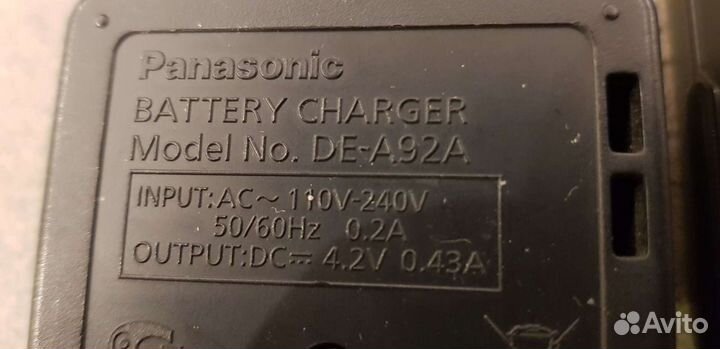 Panasonic
BATTERY CHARGER
Model No. DE-A92A
INPUT:AC～ 110V-240V
50/60Hz 0.2A
OUTPUT:DC⎓ 4.2V 0.43A
Avito